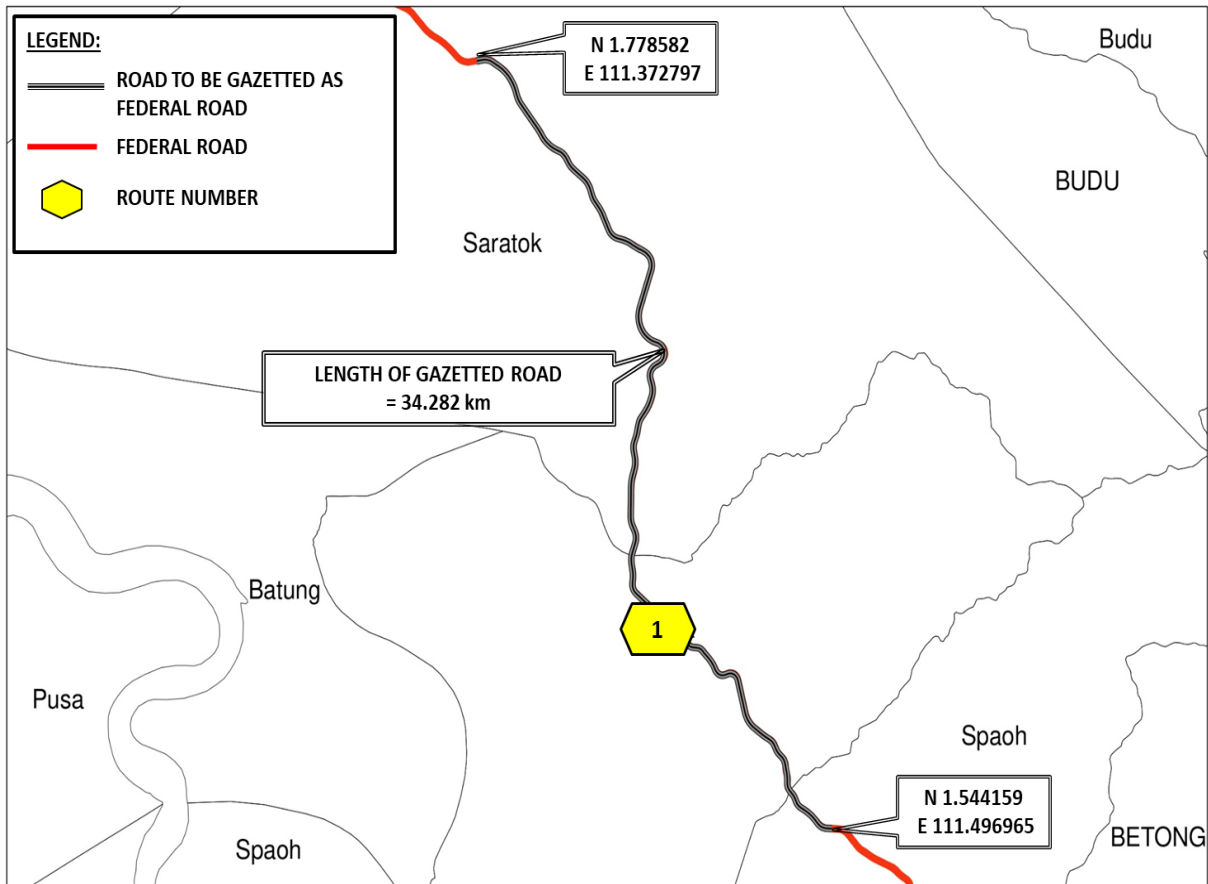 LEGEND:
ROAD TO BE GAZETTED AS
FEDERAL ROAD
FEDERAL ROAD
ROUTE NUMBER
N 1.778582
E 111.372797
Budu
BUDU
Saratok
LENGTH OF GAZETTED ROAD
= 34.282 km
Batung
1
Pusa
Spaoh
N 1.544159
E 111.496965
Spaoh
BETONG